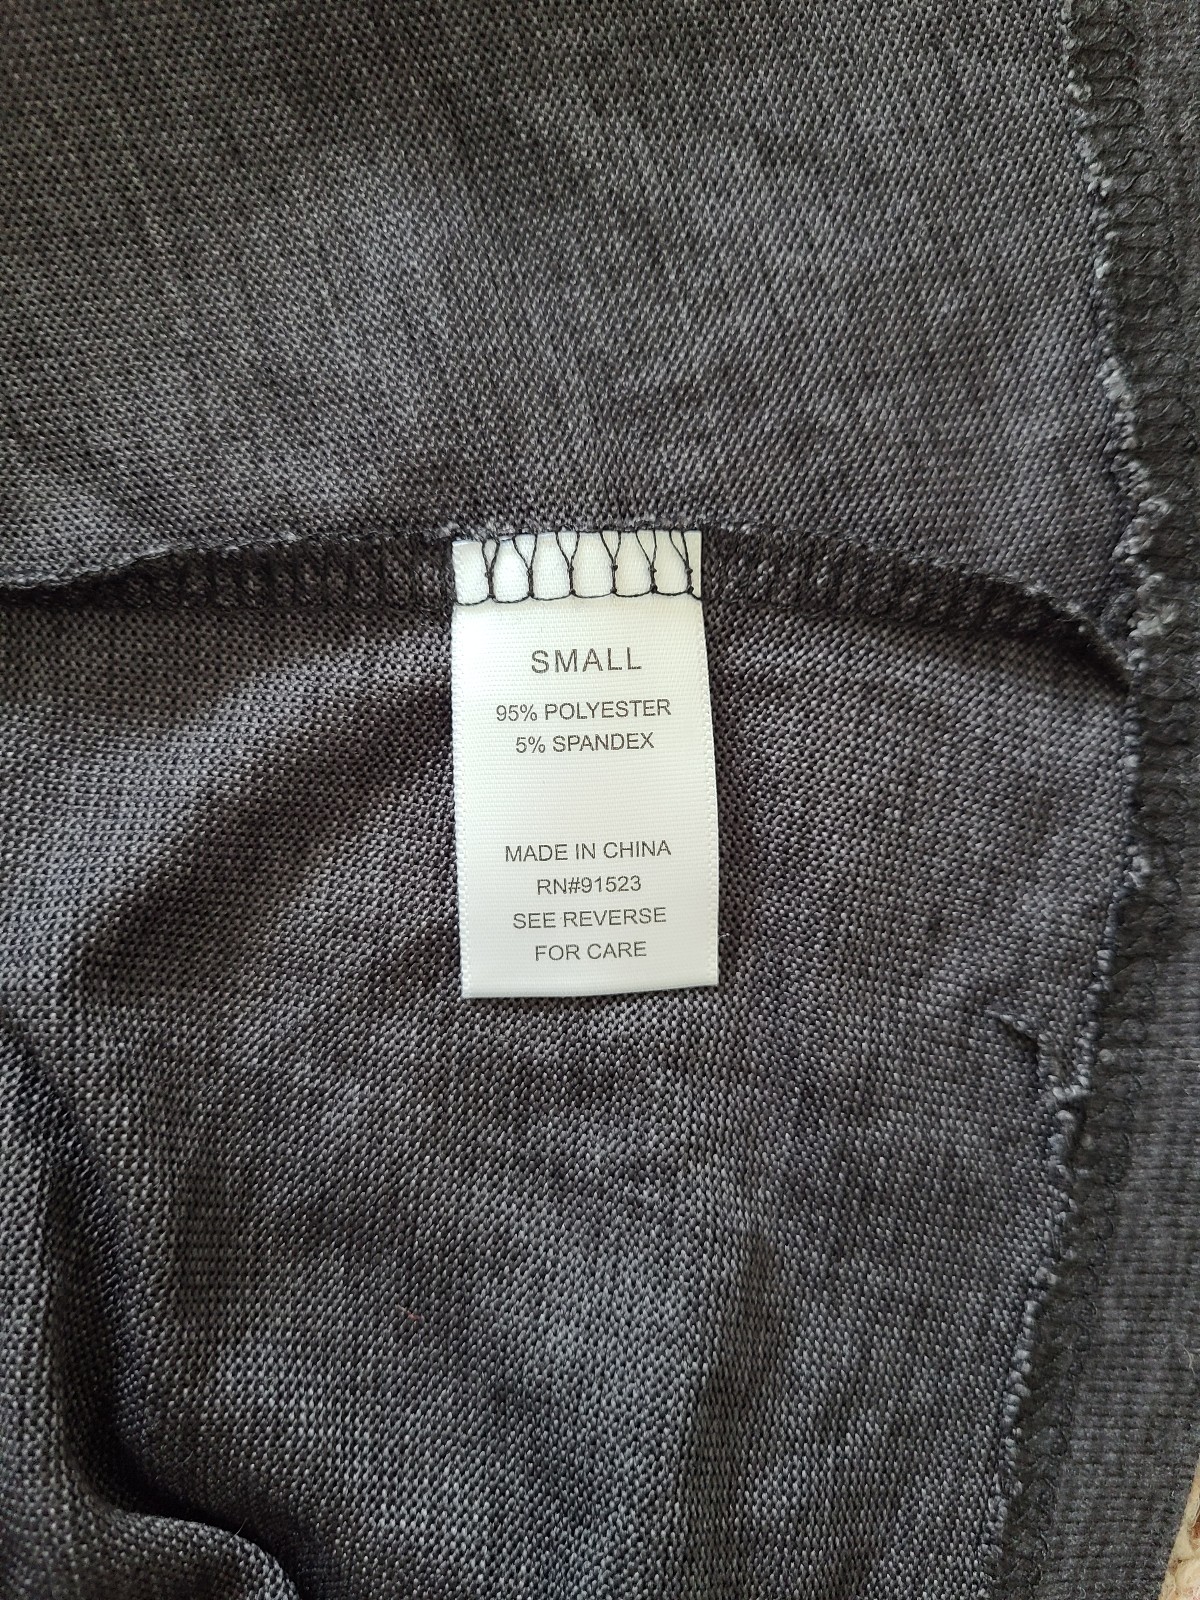 SMALL
95% POLYESTER
5% SPANDEX
MADE IN CHINA
RN#91523
SEE REVERSE
FOR CARE